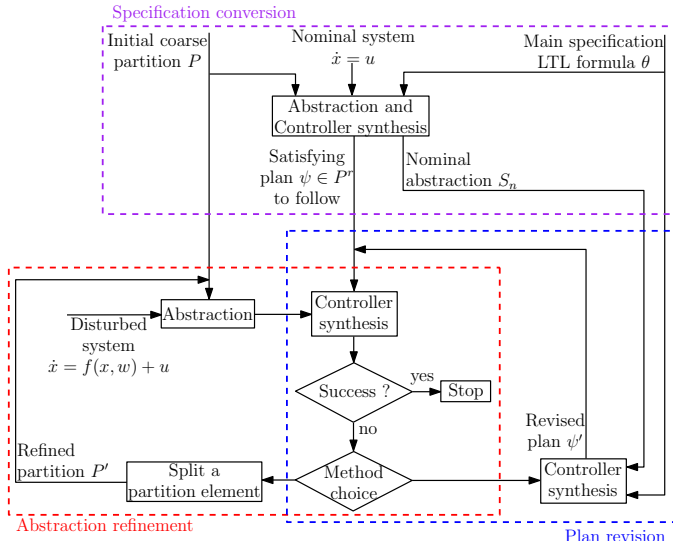 Specification conversion
Initial coarse
partition P
Nominal system
ẋ = u
Main specification
LTL formula θ
Abstraction and
Controller synthesis
Satisfying
plan ψ ∈ Pʳ
to follow
Nominal
abstraction Sₙ
Abstraction
Controller
synthesis
Disturbed
system
ẋ = f(x, w) + u
Success ?
yes
Stop
no
Revised
plan ψ′
Refined
partition P′
Split a
partition element
Method
choice
Controller
synthesis
Abstraction refinement
Plan revision